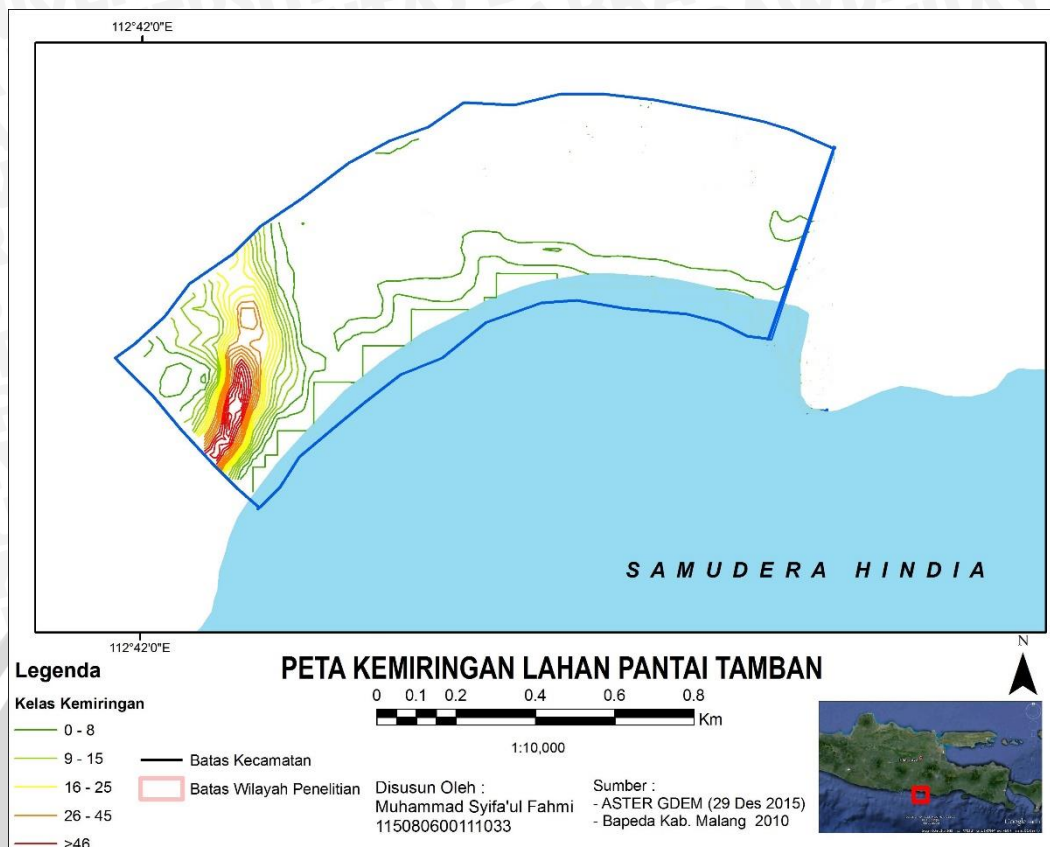 112°42'0"E
SAMUDERA HINDIA
112°42'0"E
N
PETA KEMIRINGAN LAHAN PANTAI TAMBAN
0 0.1 0.2 0.4 0.6 0.8
Km
1:10,000
Legenda
Kelas Kemiringan
0 - 8
9 - 15
16 - 25
26 - 45
>46
Batas Kecamatan
Batas Wilayah Penelitian
Disusun Oleh :
Muhammad Syifa'ul Fahmi
115080600111033
Sumber :
- ASTER GDEM (29 Des 2015)
- Bapeda Kab. Malang 2010